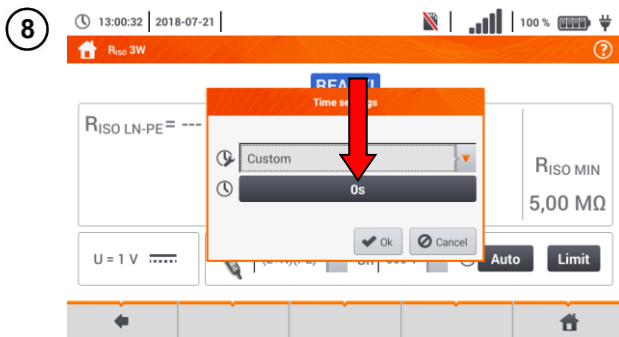 8
13:00:32 2018-07-21 100 %
RISO 3W ?
Time settings
RISO LN-PE= ---
Custom
0s
RISO MIN
5,00 MΩ
Ok Cancel
U = 1 V
Auto Limit